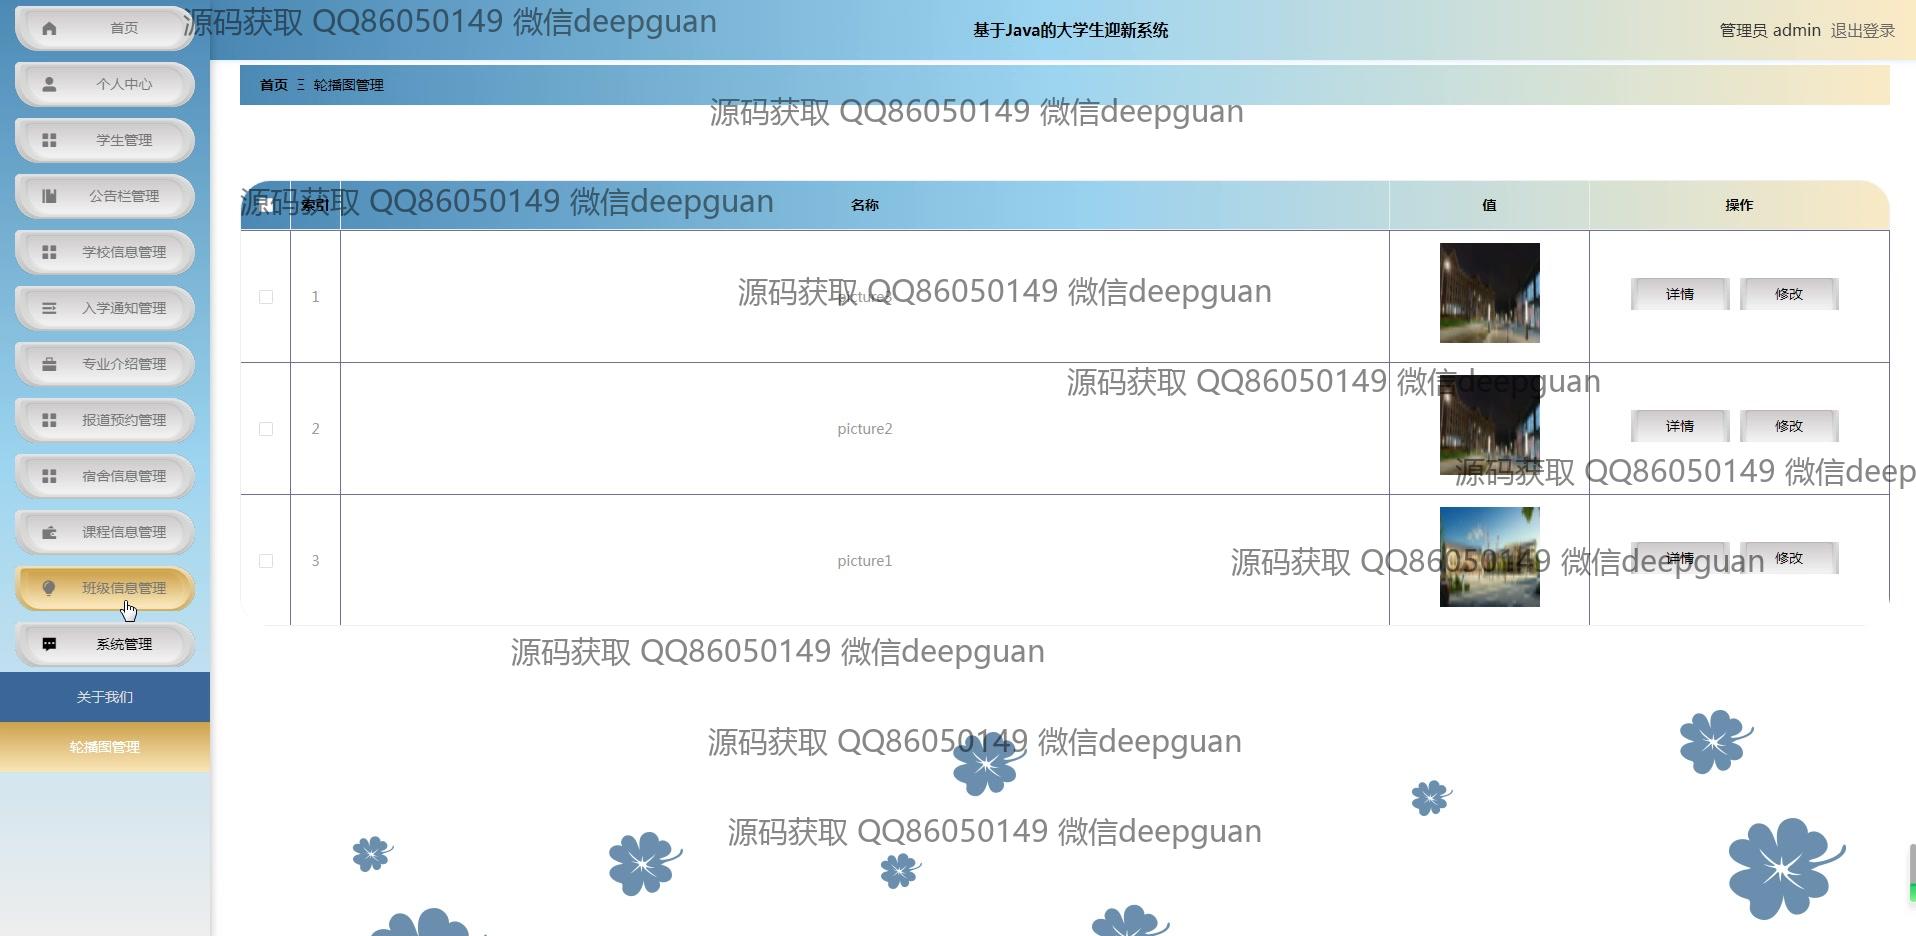 首页
源码获取 QQ86050149 微信deepguan
基于Java的大学生迎新系统
管理员 admin 退出登录
个人中心
首页 Ξ 轮播图管理
源码获取 QQ86050149 微信deepguan
学生管理
公告栏管理
源码获取 QQ86050149 微信deepguan
索引 名称 值 操作
学校信息管理
入学通知管理
1 picture3 详情 修改
源码获取 QQ86050149 微信deepguan
专业介绍管理
源码获取 QQ86050149 微信deepguan
报道预约管理
2 picture2 详情 修改
宿舍信息管理
源码获取 QQ86050149 微信deep
课程信息管理
3 picture1 详情 修改
源码获取 QQ86050149 微信deepguan
班级信息管理
系统管理
源码获取 QQ86050149 微信deepguan
关于我们
轮播图管理
源码获取 QQ86050149 微信deepguan
源码获取 QQ86050149 微信deepguan